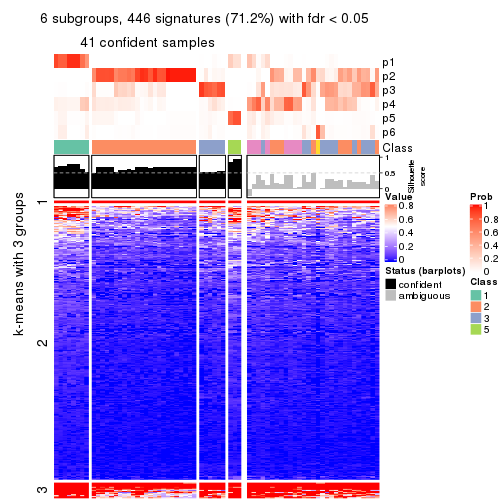 6 subgroups, 446 signatures (71.2%) with fdr < 0.05
41 confident samples
p1
p2
p3
p4
p5
p6
Class
1
0.5
0
Silhouette
score
k-means with 3 groups
1
2
3
Value
0.8
0.6
0.4
0.2
0
Status (barplots)
confident
ambiguous
Prob
1
0.8
0.6
0.4
0.2
0
Class
1
2
3
5